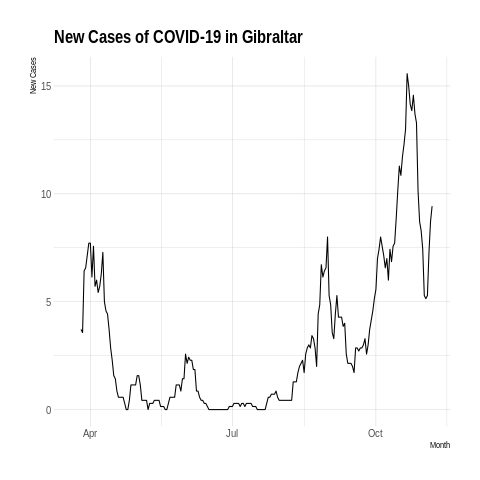 New Cases of COVID-19 in Gibraltar
New Cases
15
10
5
0
Apr
Jul
Oct
Month